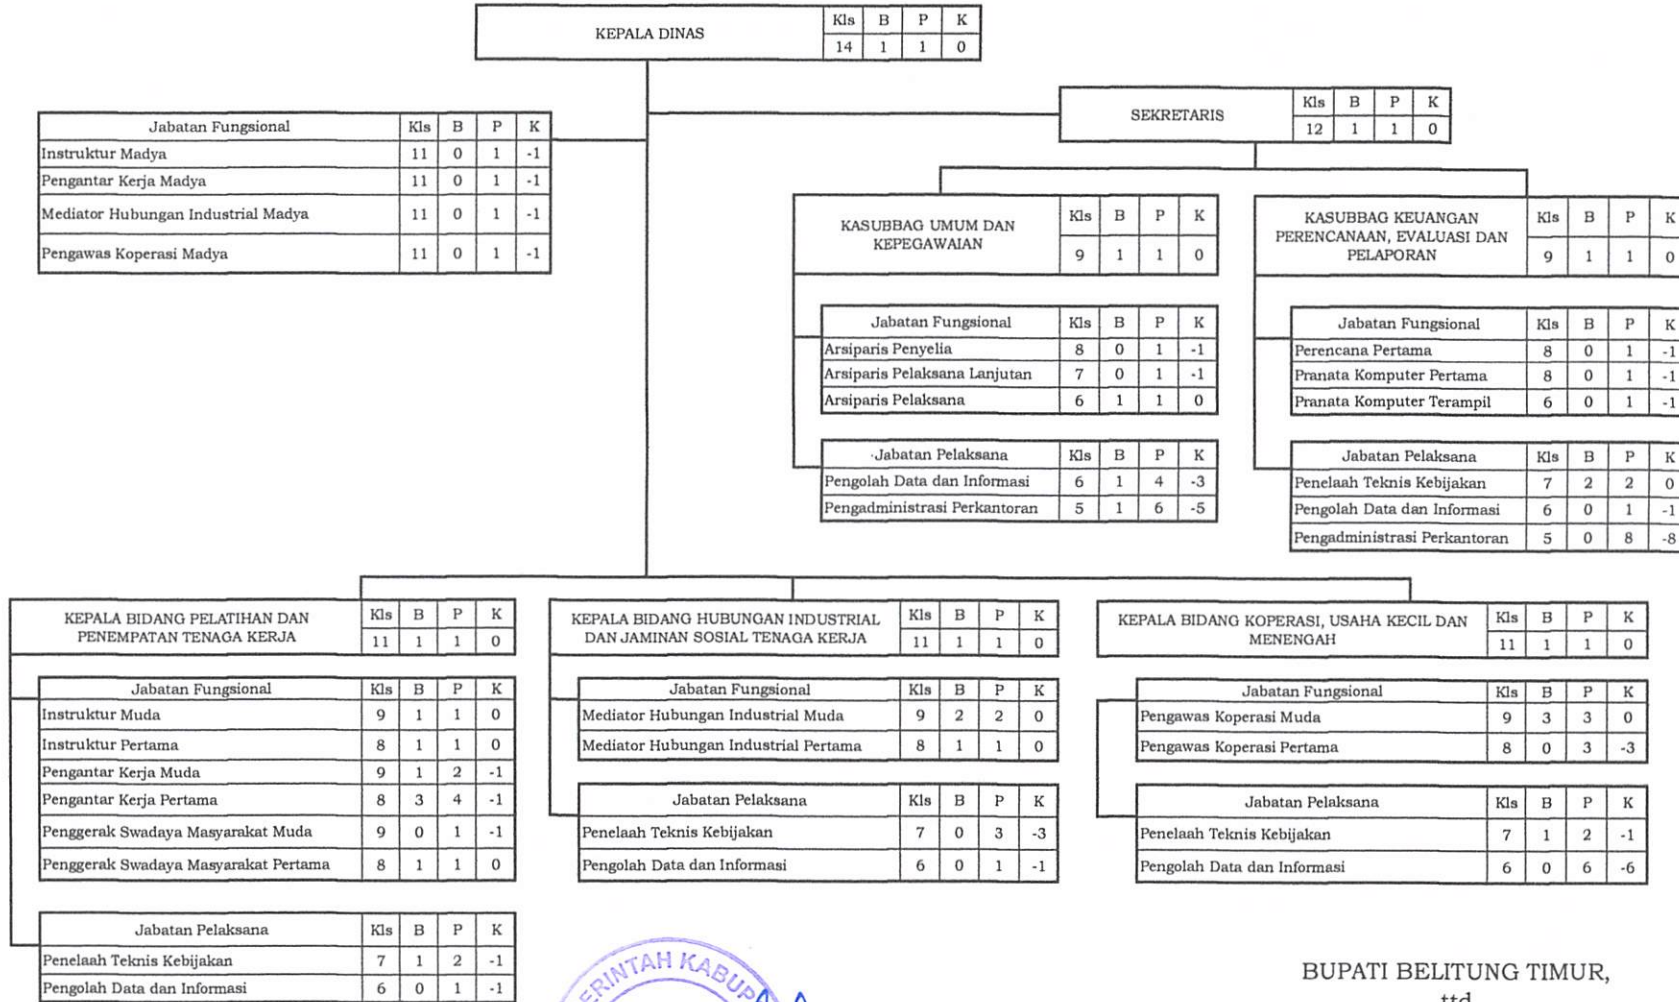 KEPALA DINAS Kls B P K
14 1 1 0
SEKRETARIS Kls B P K
12 1 1 0
Jabatan Fungsional Kls B P K
Instruktur Madya 11 0 1 -1
Pengantar Kerja Madya 11 0 1 -1
Mediator Hubungan Industrial Madya 11 0 1 -1
Pengawas Koperasi Madya 11 0 1 -1
KASUBBAG UMUM DAN
KEPEGAWAIAN
Kls B P K
9 1 1 0
Jabatan Fungsional Kls B P K
Arsiparis Penyelia 8 0 1 -1
Arsiparis Pelaksana Lanjutan 7 0 1 -1
Arsiparis Pelaksana 6 1 1 0
Jabatan Pelaksana Kls B P K
Pengolah Data dan Informasi 6 1 4 -3
Pengadministrasi Perkantoran 5 1 6 -5
KASUBBAG KEUANGAN
PERENCANAAN, EVALUASI DAN
PELAPORAN
Kls B P K
9 1 1 0
Jabatan Fungsional Kls B P K
Perencana Pertama 8 0 1 -1
Pranata Komputer Pertama 8 0 1 -1
Pranata Komputer Terampil 6 0 1 -1
Jabatan Pelaksana Kls B P K
Penelaah Teknis Kebijakan 7 2 2 0
Pengolah Data dan Informasi 6 0 1 -1
Pengadministrasi Perkantoran 5 0 8 -8
KEPALA BIDANG PELATIHAN DAN
PENEMPATAN TENAGA KERJA
Kls B P K
11 1 1 0
Jabatan Fungsional Kls B P K
Instruktur Muda 9 1 1 0
Instruktur Pertama 8 1 1 0
Pengantar Kerja Muda 9 1 2 -1
Pengantar Kerja Pertama 8 3 4 -1
Penggerak Swadaya Masyarakat Muda 9 0 1 -1
Penggerak Swadaya Masyarakat Pertama 8 1 1 0
Jabatan Pelaksana Kls B P K
Penelaah Teknis Kebijakan 7 1 2 -1
Pengolah Data dan Informasi 6 0 1 -1
KEPALA BIDANG HUBUNGAN INDUSTRIAL
DAN JAMINAN SOSIAL TENAGA KERJA
Kls B P K
11 1 1 0
Jabatan Fungsional Kls B P K
Mediator Hubungan Industrial Muda 9 2 2 0
Mediator Hubungan Industrial Pertama 8 1 1 0
Jabatan Pelaksana Kls B P K
Penelaah Teknis Kebijakan 7 0 3 -3
Pengolah Data dan Informasi 6 0 1 -1
KEPALA BIDANG KOPERASI, USAHA KECIL DAN
MENENGAH
Kls B P K
11 1 1 0
Jabatan Fungsional Kls B P K
Pengawas Koperasi Muda 9 3 3 0
Pengawas Koperasi Pertama 8 0 3 -3
Jabatan Pelaksana Kls B P K
Penelaah Teknis Kebijakan 7 1 2 -1
Pengolah Data dan Informasi 6 0 6 -6
BUPATI BELITUNG TIMUR,
ttd